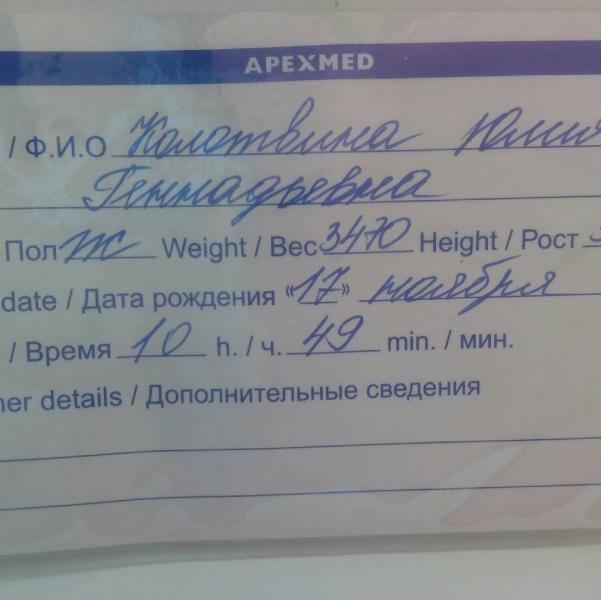 APEXMED
/ Ф.И.О Колотвина Юлия
Геннадьевна
Пол Ж Weight / Вес 3470 Height / Рост
date / Дата рождения «17» ноября
/ Время 10 h. / ч. 49 min. / мин.
her details / Дополнительные сведения